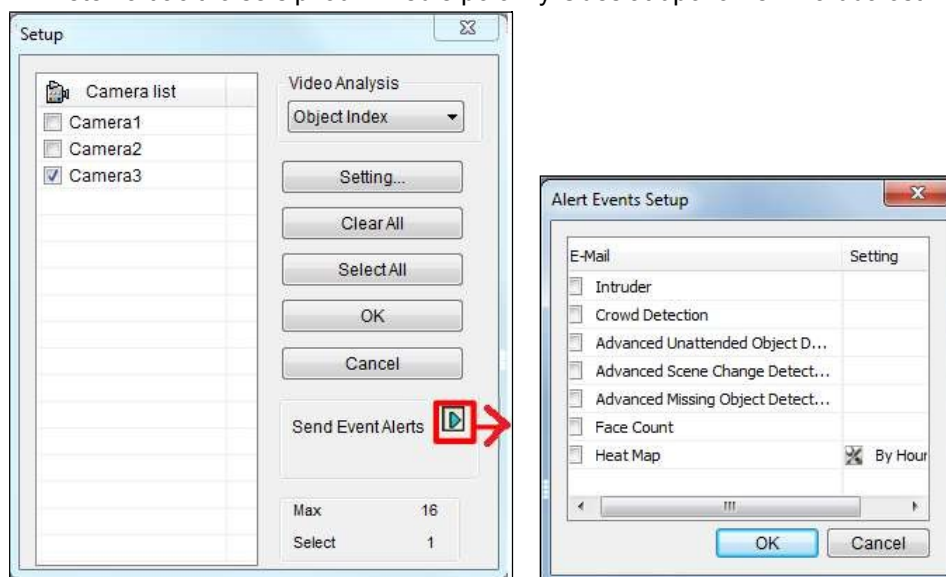 Setup
Camera list
Camera1
Camera2
Camera3
Video Analysis
Object Index
Setting...
Clear All
Select All
OK
Cancel
Send Event Alerts
Max 16
Select 1
Alert Events Setup
E-Mail Setting
Intruder
Crowd Detection
Advanced Unattended Object D...
Advanced Scene Change Detect...
Advanced Missing Object Detect...
Face Count
Heat Map By Hour
OK Cancel